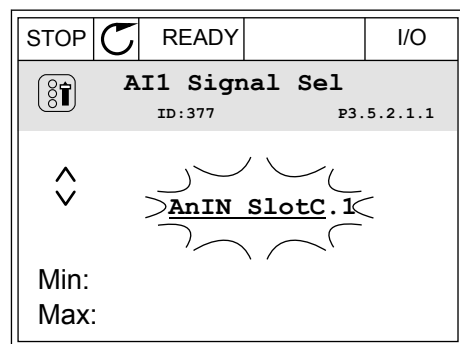 STOP READY I/O
AI1 Signal Sel
ID:377 P3.5.2.1.1
AnIN SlotC.1
Min:
Max: